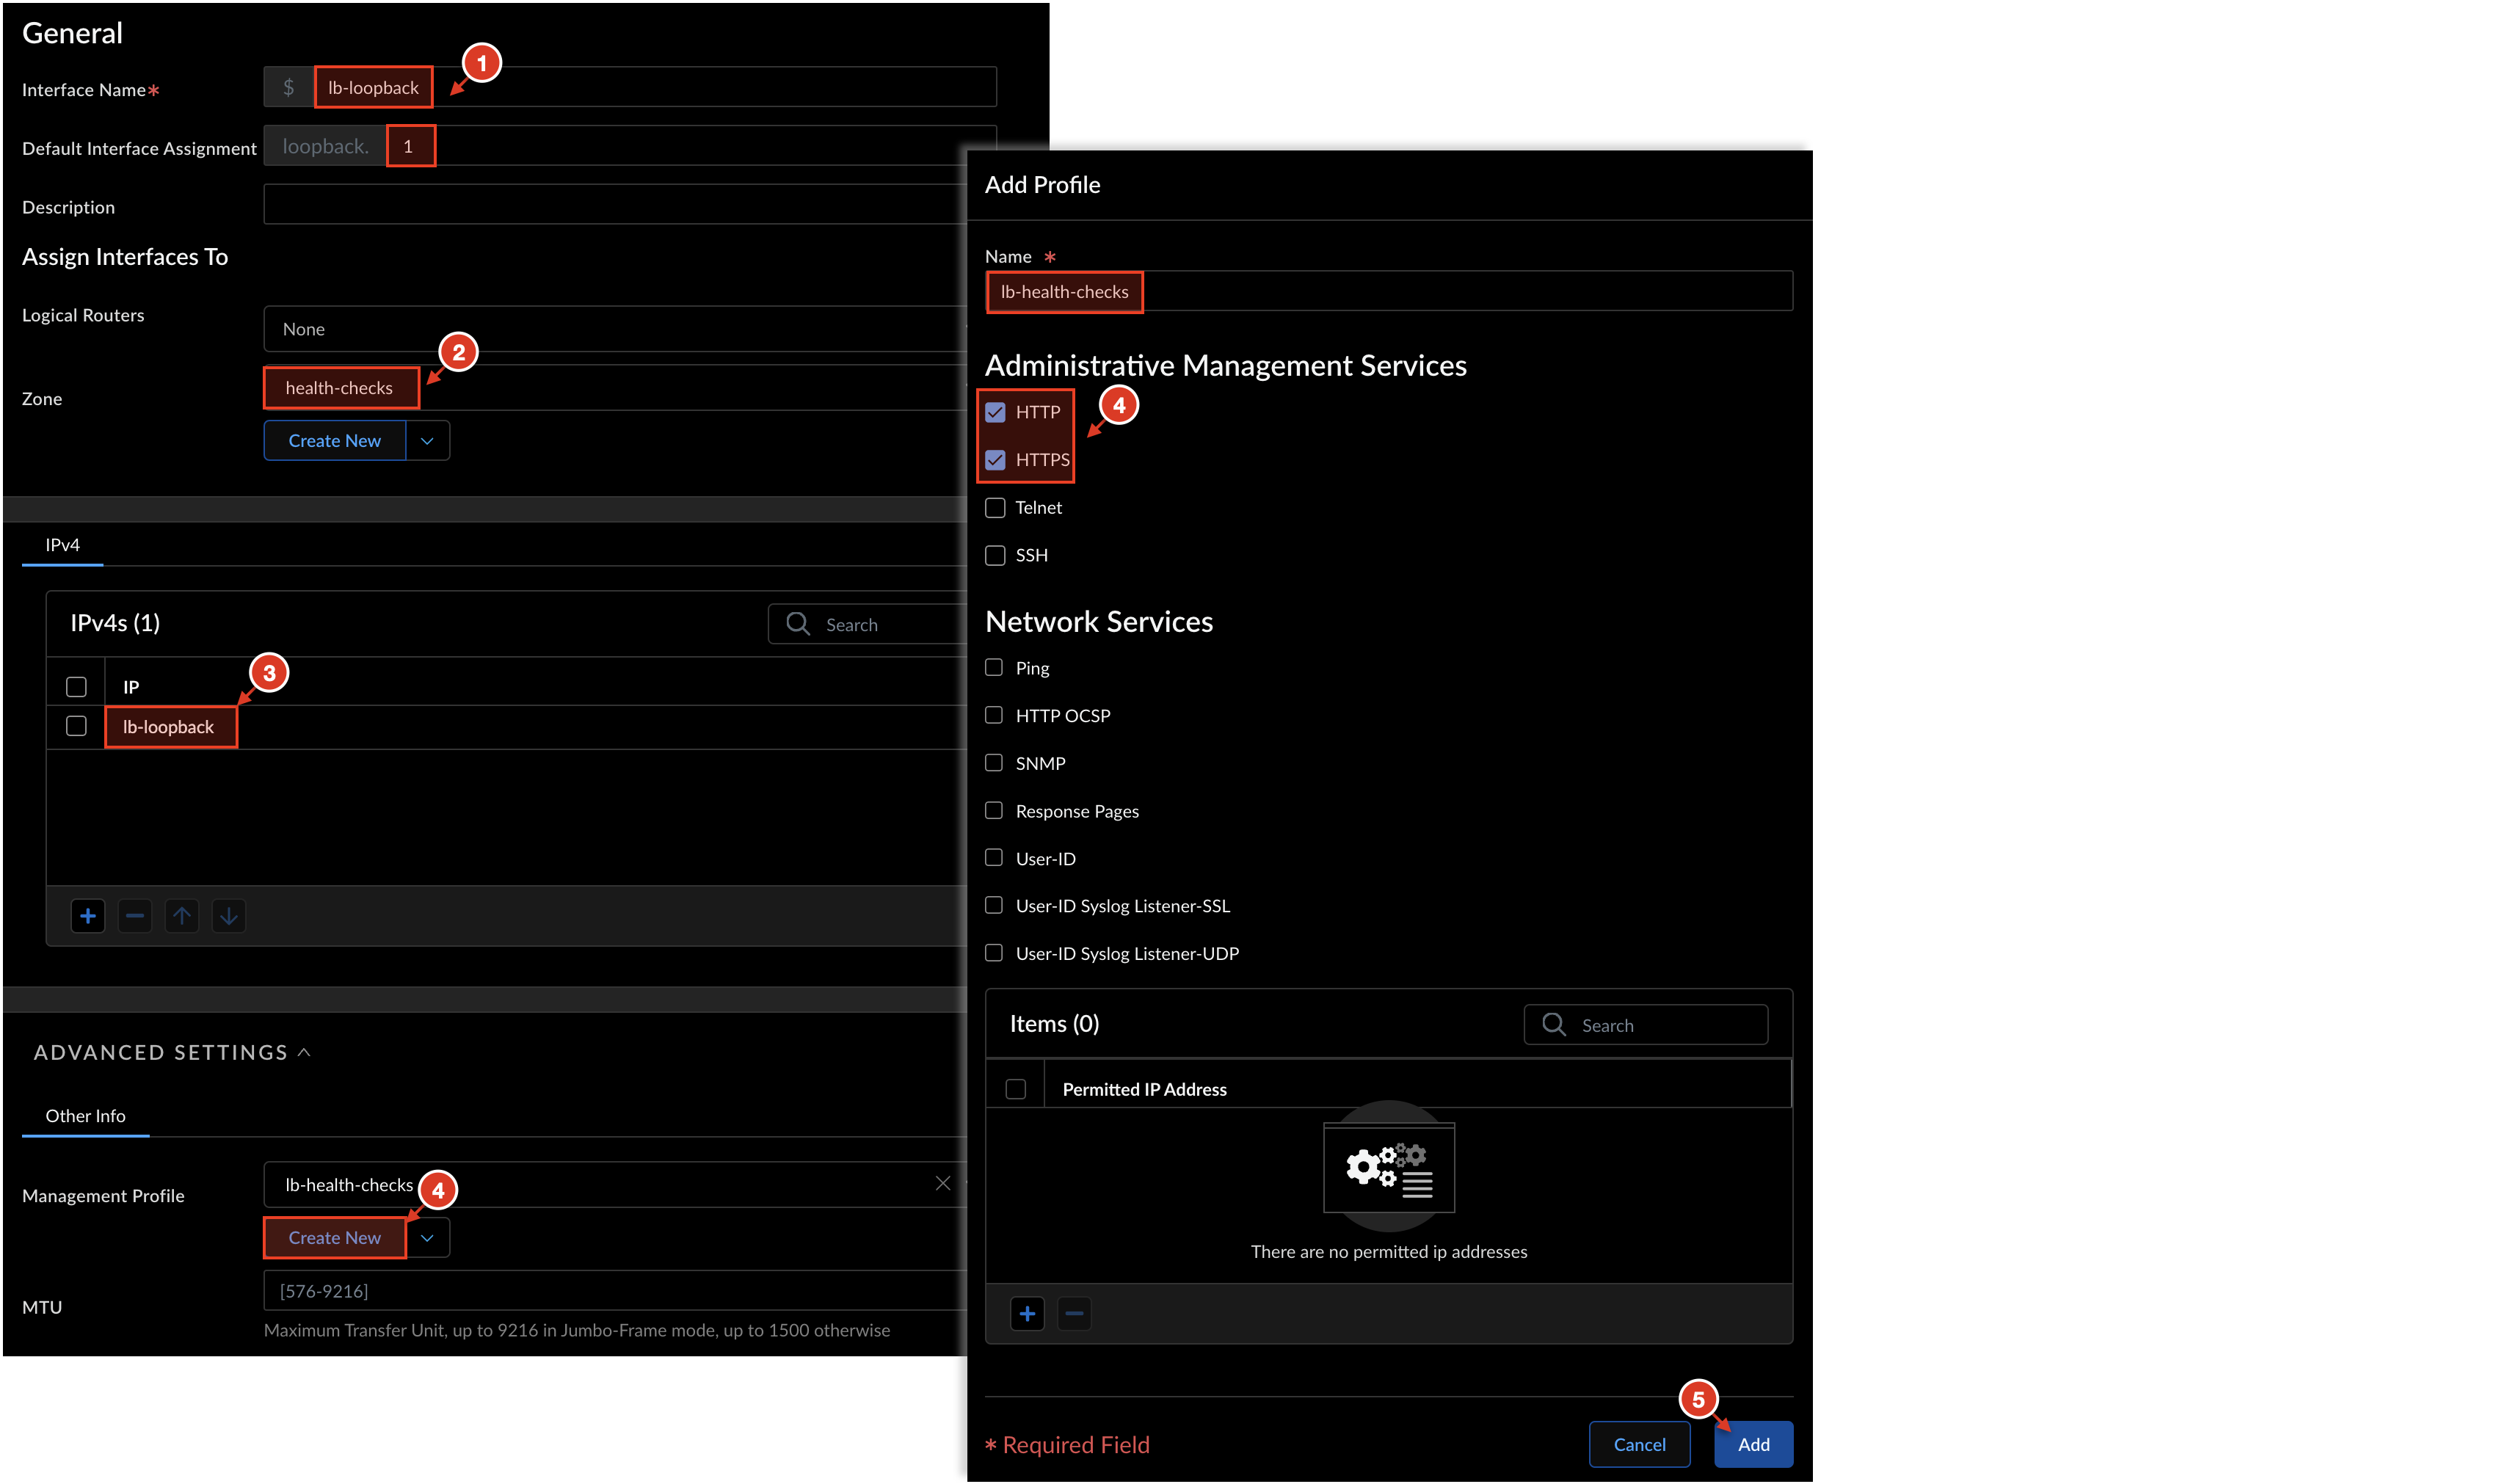 General
1
Interface Name*
$ lb-loopback
Default Interface Assignment
loopback. 1
Description
Assign Interfaces To
Logical Routers
None
2
Zone
health-checks
Create New
IPv4
IPv4s (1)
Search
3
IP
lb-loopback
ADVANCED SETTINGS
Other Info
Management Profile
lb-health-checks
4
Create New
MTU
[576-9216]
Maximum Transfer Unit, up to 9216 in Jumbo-Frame mode, up to 1500 otherwise
Add Profile
Name *
lb-health-checks
Administrative Management Services
4
HTTP
HTTPS
Telnet
SSH
Network Services
Ping
HTTP OCSP
SNMP
Response Pages
User-ID
User-ID Syslog Listener-SSL
User-ID Syslog Listener-UDP
Items (0)
Search
Permitted IP Address
There are no permitted ip addresses
5
* Required Field
Cancel
Add